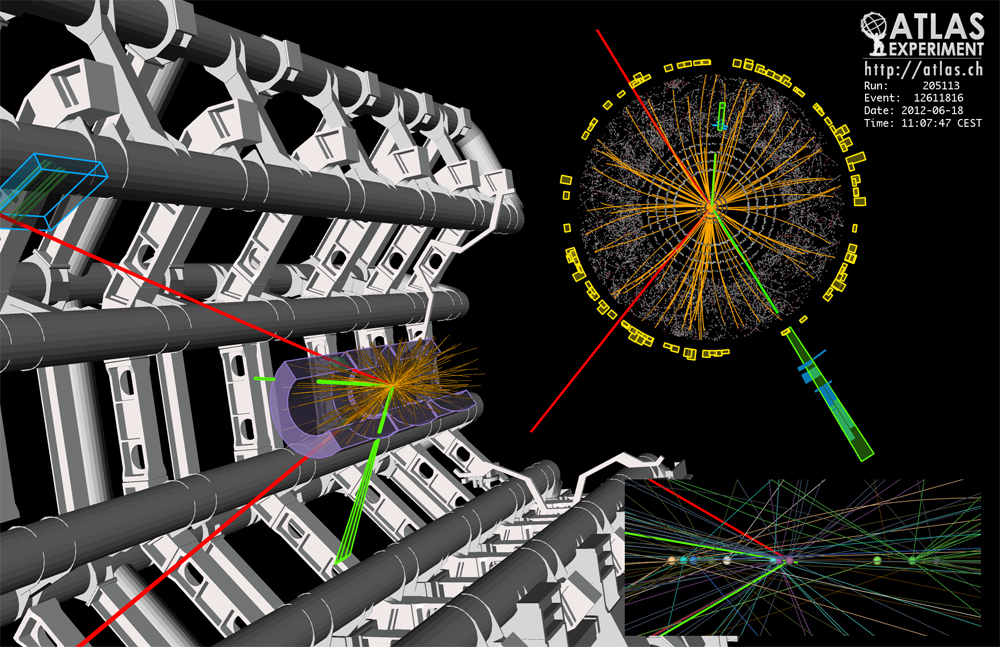 ATLAS
EXPERIMENT
http://atlas.ch
Run: 205113
Event: 12611816
Date: 2012-06-18
Time: 11:07:47 CEST